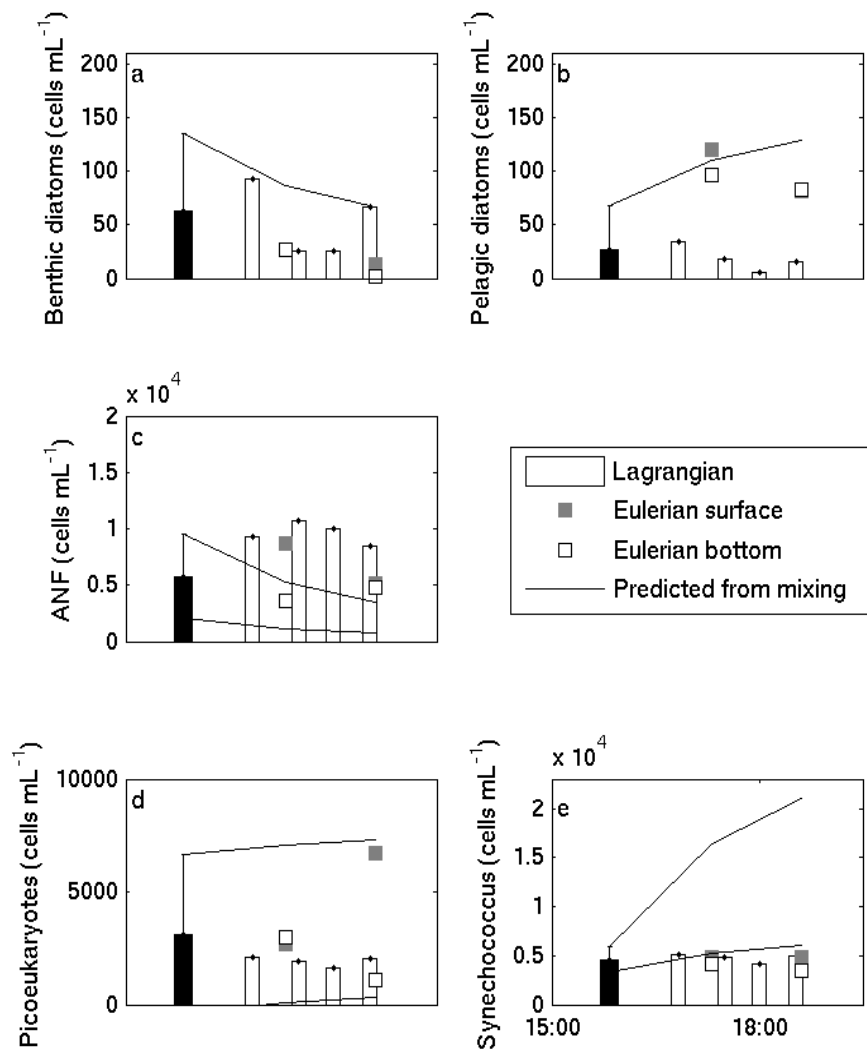 Benthic diatoms (cells mL⁻¹)
200
150
100
50
0
a
Pelagic diatoms (cells mL⁻¹)
200
150
100
50
0
b
x 10⁴
ANF (cells mL⁻¹)
2
1.5
1
0.5
0
c
Lagrangian
Eulerian surface
Eulerian bottom
Predicted from mixing
Picoeukaryotes (cells mL⁻¹)
10000
5000
0
d
x 10⁴
Synechococcus (cells mL⁻¹)
2
1.5
1
0.5
0
e
15:00 18:00